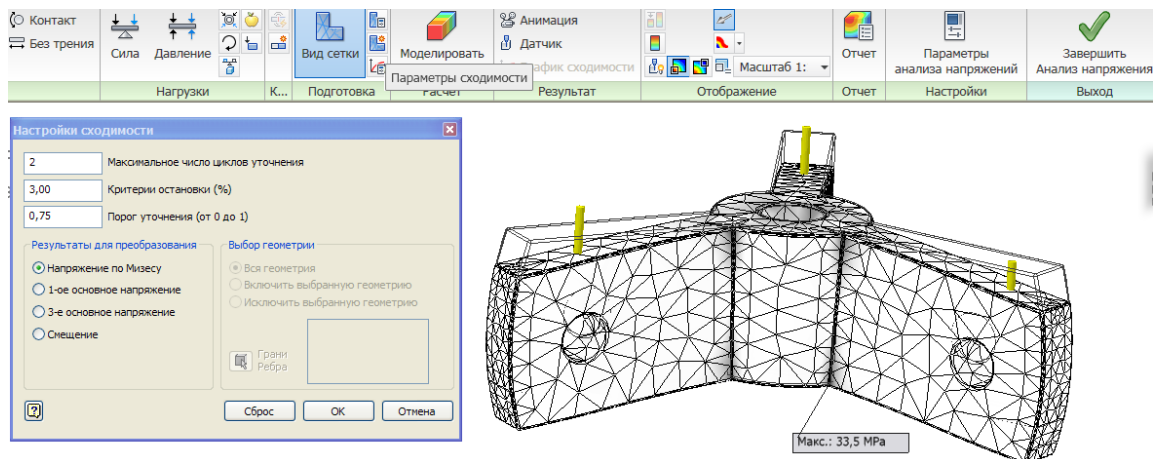 Контакт
Без трения
Сила
Давление
Вид сетки
Моделировать
Анимация
Датчик
График сходимости
Масштаб 1:
Отчет
Параметры
анализа напряжений
Завершить
Анализ напряжения
Параметры сходимости
Нагрузки
К...
Подготовка
Расчет
Результат
Отображение
Отчет
Настройки
Выход
Настройки сходимости
2 Максимальное число циклов уточнения
3,00 Критерии остановки (%)
0,75 Порог уточнения (от 0 до 1)
Результаты для преобразования
Напряжение по Мизесу
1-ое основное напряжение
3-е основное напряжение
Смещение
Выбор геометрии
Вся геометрия
Включить выбранную геометрию
Исключить выбранную геометрию
Грани
Ребра
Сброс
OK
Отмена
Макс.: 33,5 MPa